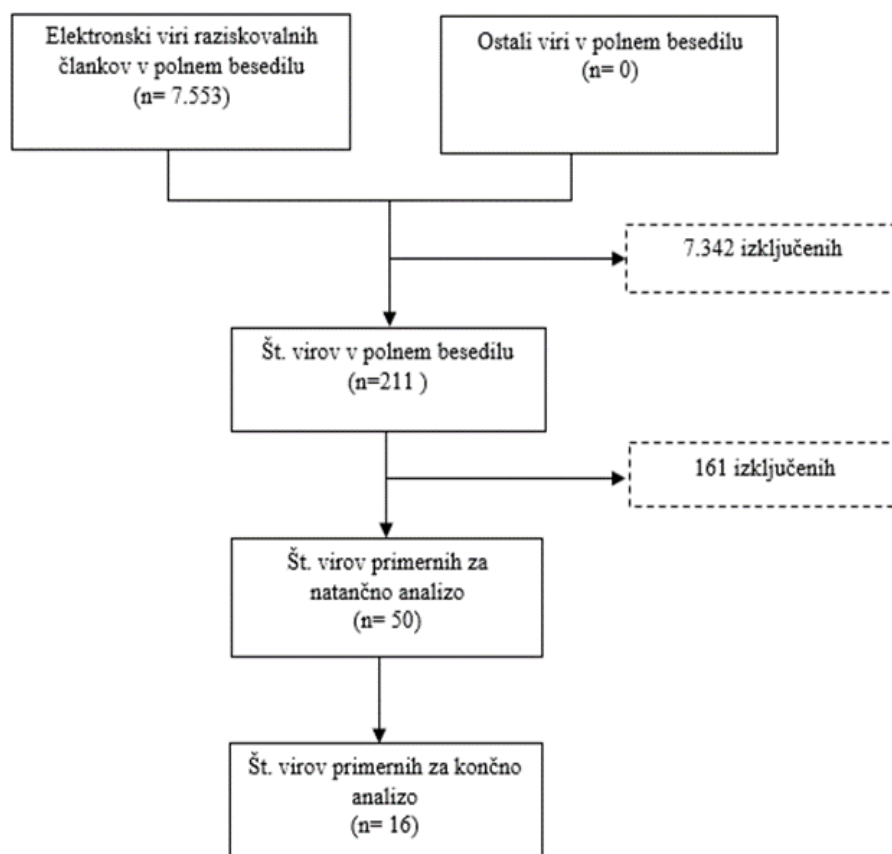 Elektronski viri raziskovalnih
člankov v polnem besedilu
(n= 7.553)
Ostali viri v polnem besedilu
(n= 0)
7.342 izključenih
Št. virov v polnem besedilu
(n=211 )
161 izključenih
Št. virov primernih za
natančno analizo
(n= 50)
Št. virov primernih za končno
analizo
(n= 16)